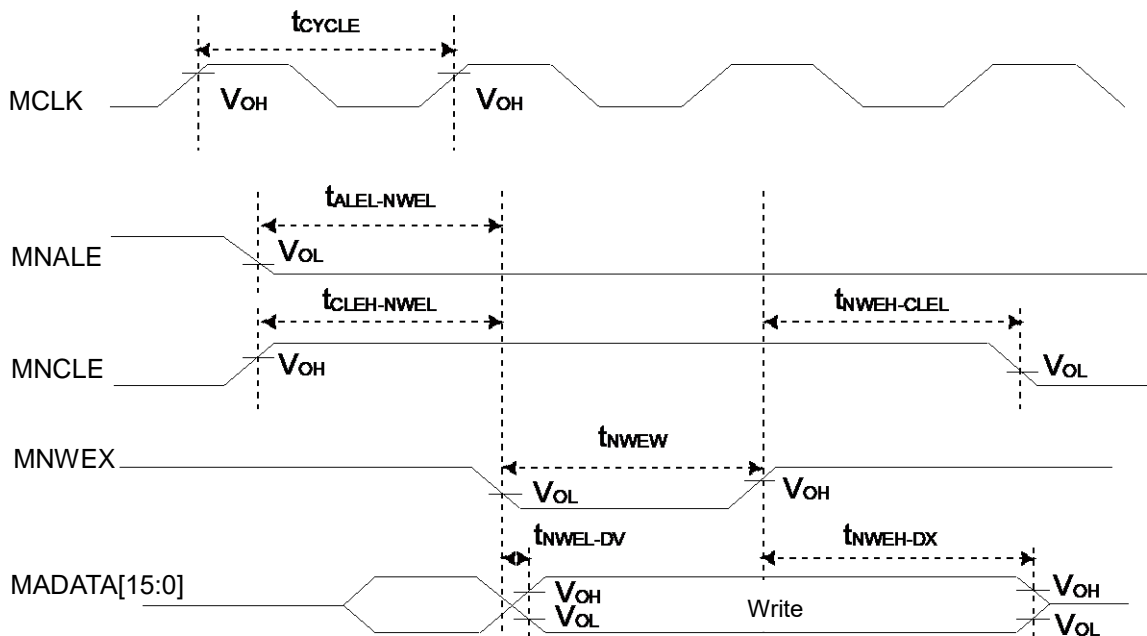 tCYCLE
MCLK
VOH
VOH
tALEL-NWEL
MNALE
VOL
tCLEH-NWEL
tNWEH-CLEL
MNCLE
VOH
VOL
tNWEW
MNWEX
VOL
VOH
tNWEL-DV
tNWEH-DX
MADATA[15:0]
VOH
VOL
Write
VOH
VOL